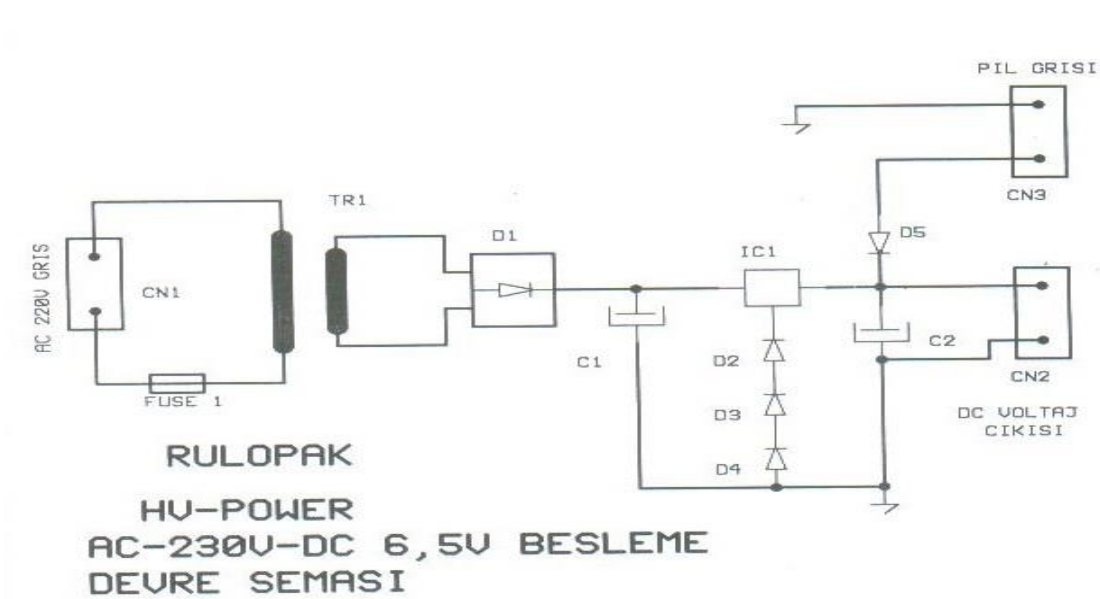 PIL GRISI
CN3
TR1
D1
D5
IC1
AC 220V GRIS
CN1
C1
D2
C2
D3
CN2
FUSE 1
DC VOLTAJ
CIKISI
D4
RULOPAK
HV-POWER
AC-230V-DC 6,5V BESLEME
DEVRE SEMASI